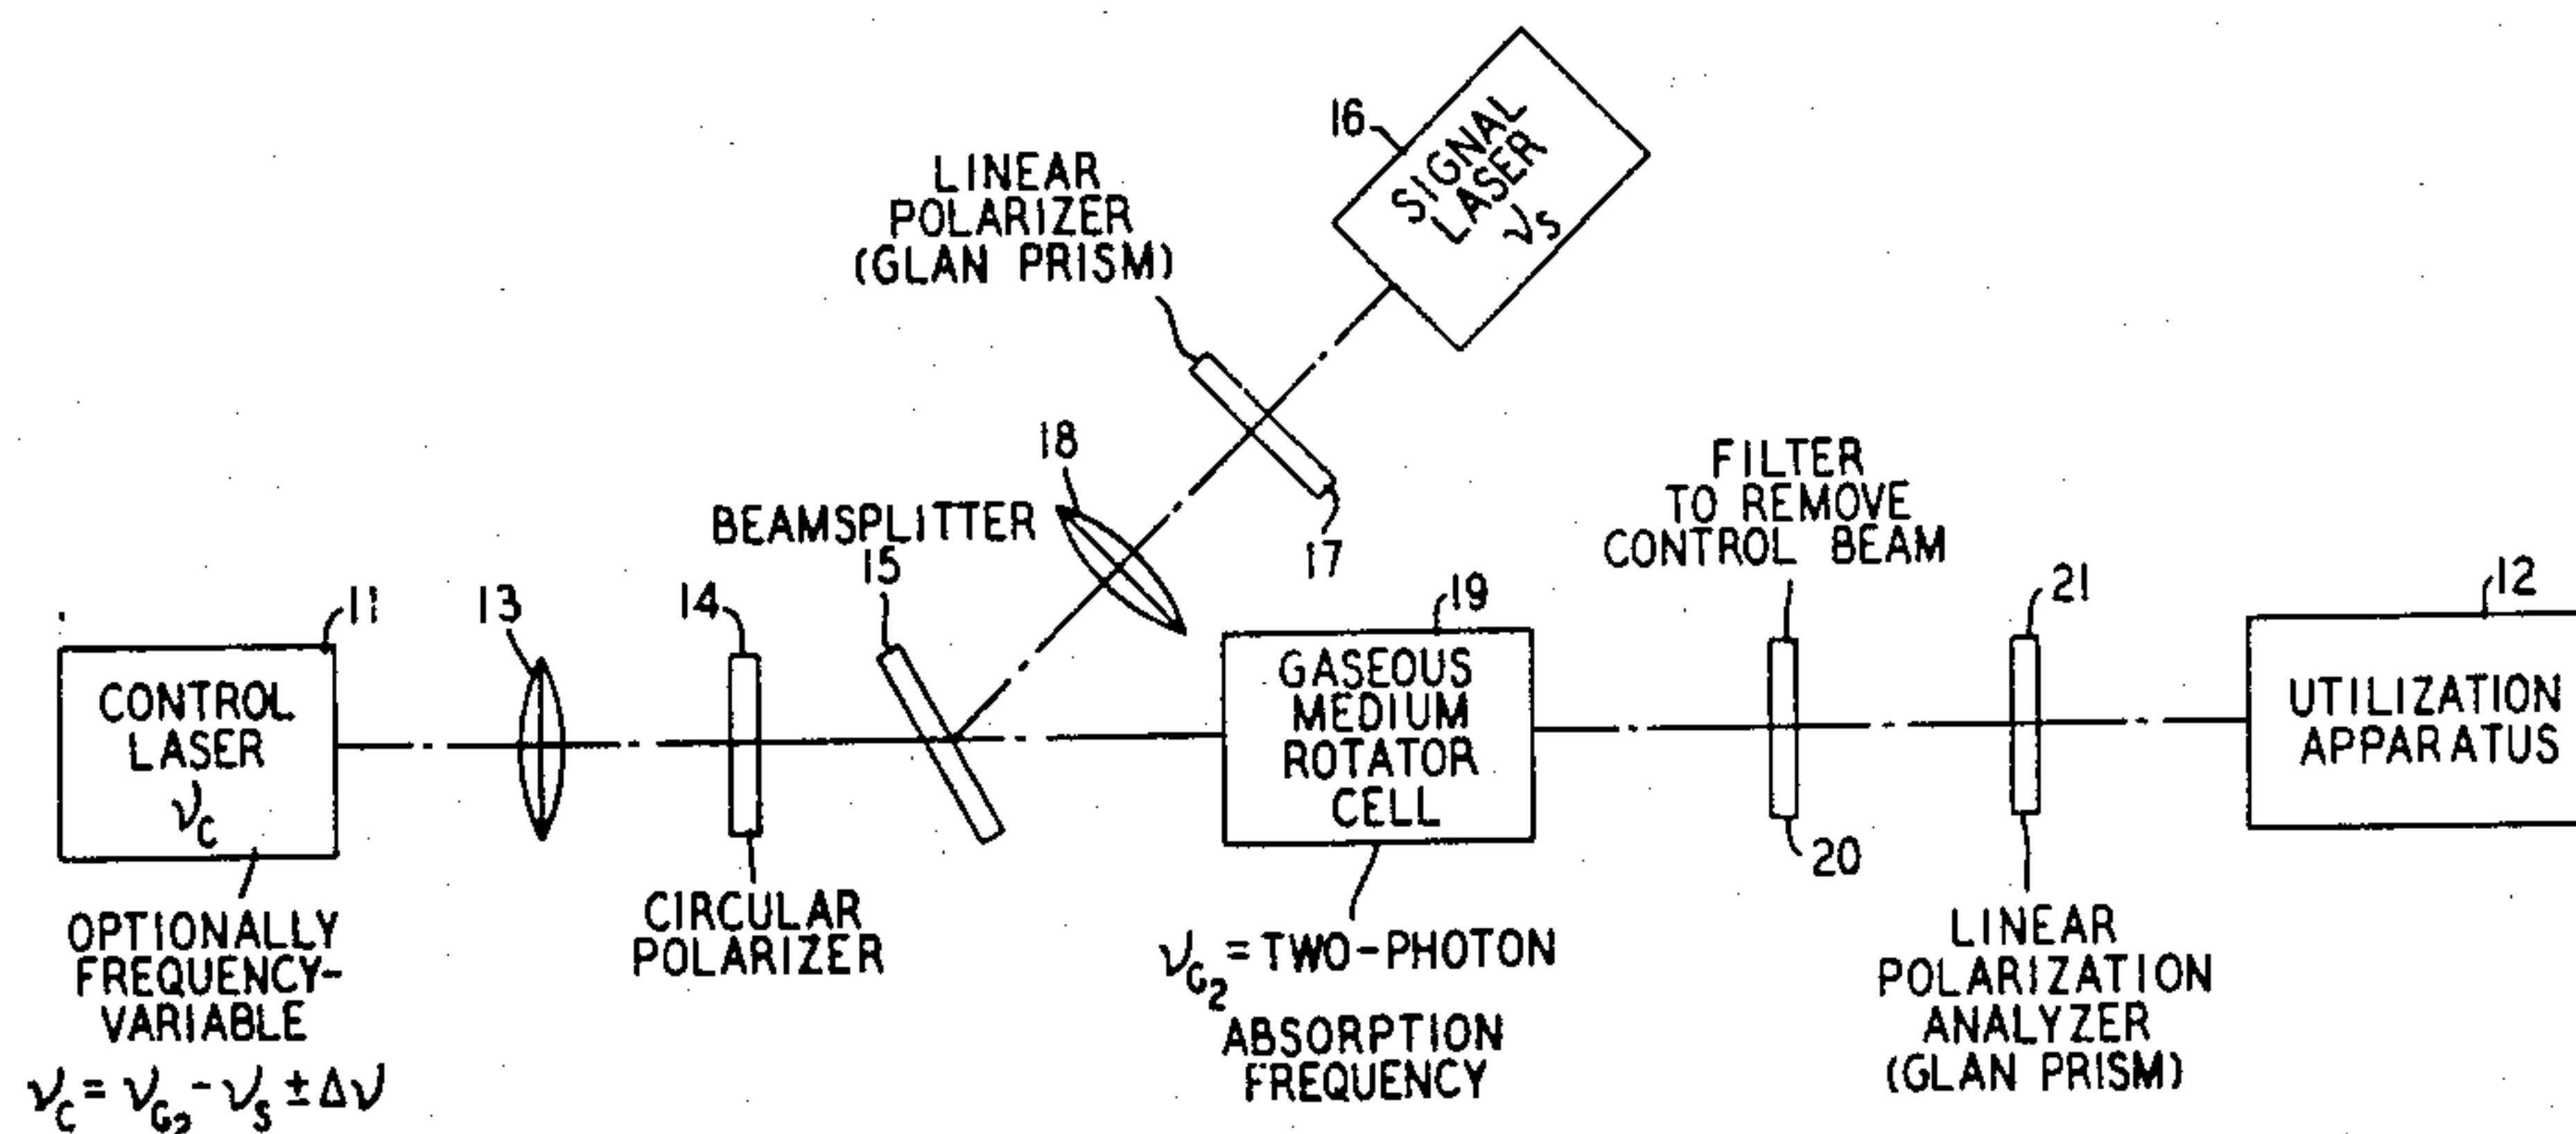 16
SIGNAL
LASER
νS
LINEAR
POLARIZER
(GLAN PRISM)
17
18
BEAMSPLITTER
15
11
CONTROL
LASER
νC
OPTIONALLY
FREQUENCY-
VARIABLE
νC = νG2 - νS ± Δν
13
14
CIRCULAR
POLARIZER
19
GASEOUS
MEDIUM
ROTATOR
CELL
νG2 = TWO-PHOTON
ABSORPTION
FREQUENCY
FILTER
TO REMOVE
CONTROL BEAM
20
21
LINEAR
POLARIZATION
ANALYZER
(GLAN PRISM)
12
UTILIZATION
APPARATUS